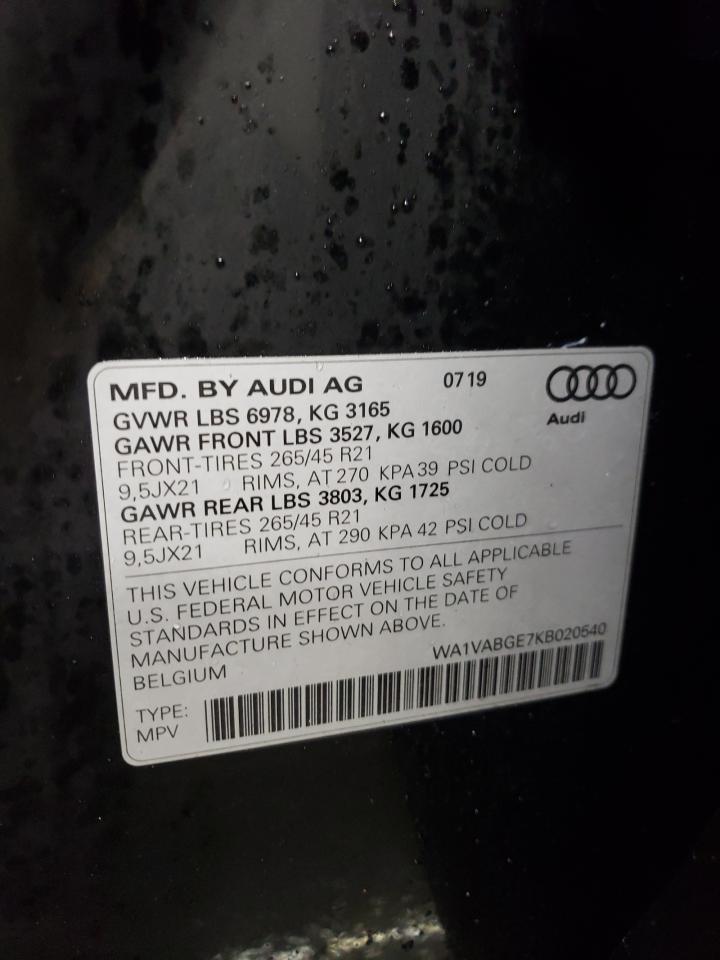 MFD. BY AUDI AG 0719
GVWR LBS 6978, KG 3165
Audi
GAWR FRONT LBS 3527, KG 1600
FRONT-TIRES 265/45 R21
9,5JX21 RIMS, AT 270 KPA 39 PSI COLD
GAWR REAR LBS 3803, KG 1725
REAR-TIRES 265/45 R21
9,5JX21 RIMS, AT 290 KPA 42 PSI COLD
THIS VEHICLE CONFORMS TO ALL APPLICABLE
U.S. FEDERAL MOTOR VEHICLE SAFETY
STANDARDS IN EFFECT ON THE DATE OF
MANUFACTURE SHOWN ABOVE.
BELGIUM WA1VABGE7KB020540
TYPE:
MPV